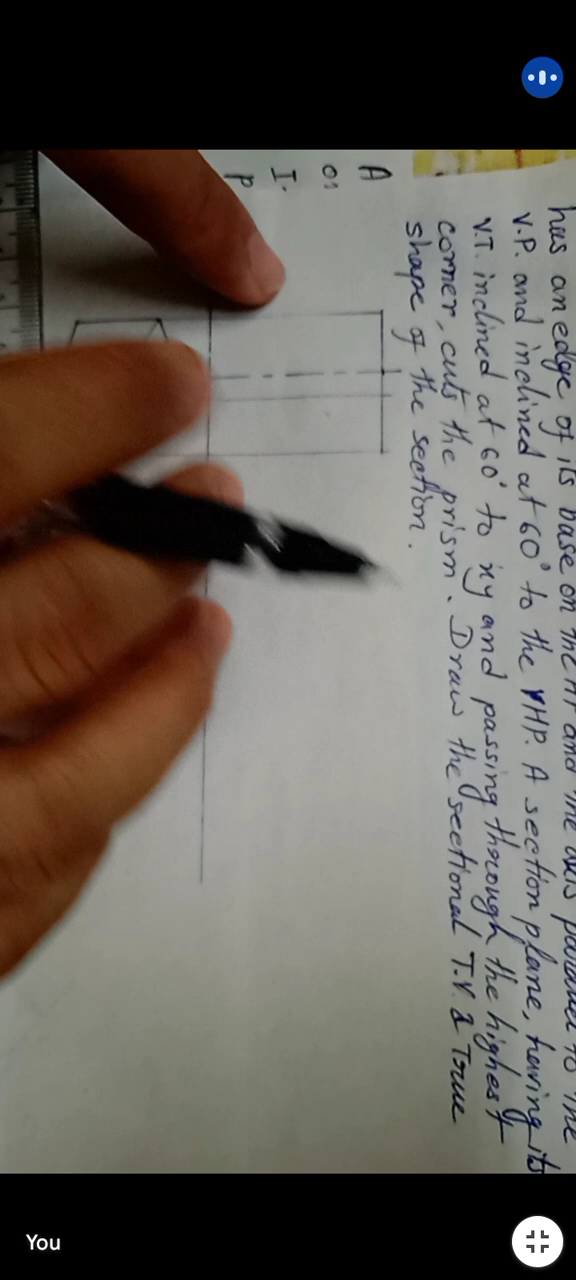 has an edge of its base on the HP and the axis parallel to the
V.P. and inclined at 60° to the HP. A section plane, having its
V.T. inclined at 60° to xy and passing through the highest
corner, cuts the prism. Draw the sectional T.V. & True
shape of the section.
A
I.
You